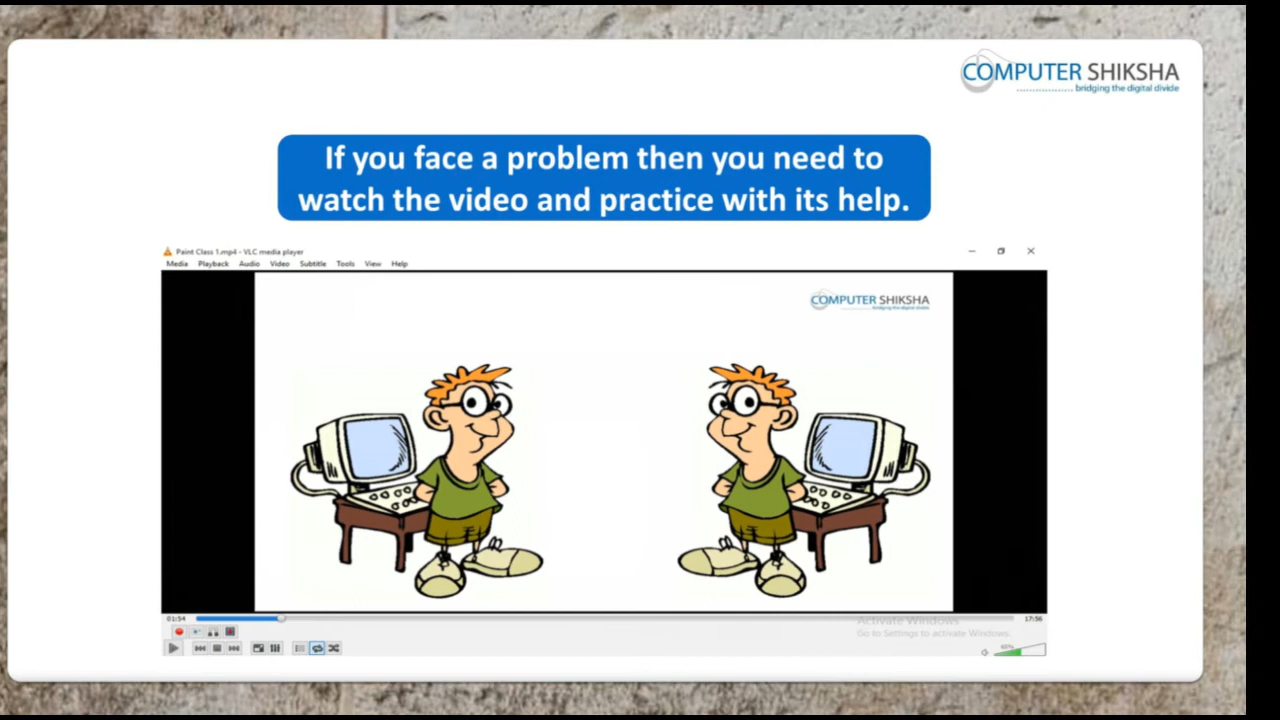 COMPUTER SHIKSHA
bridging the digital divide
If you face a problem then you need to
watch the video and practice with its help.
Paint Class 1.mp4 - VLC media player
Media Playback Audio Video Subtitle Tools View Help
COMPUTER SHIKSHA
bridging the digital divide
01:54
17:56
Activate Windows
Go to Settings to activate Windows.
60%